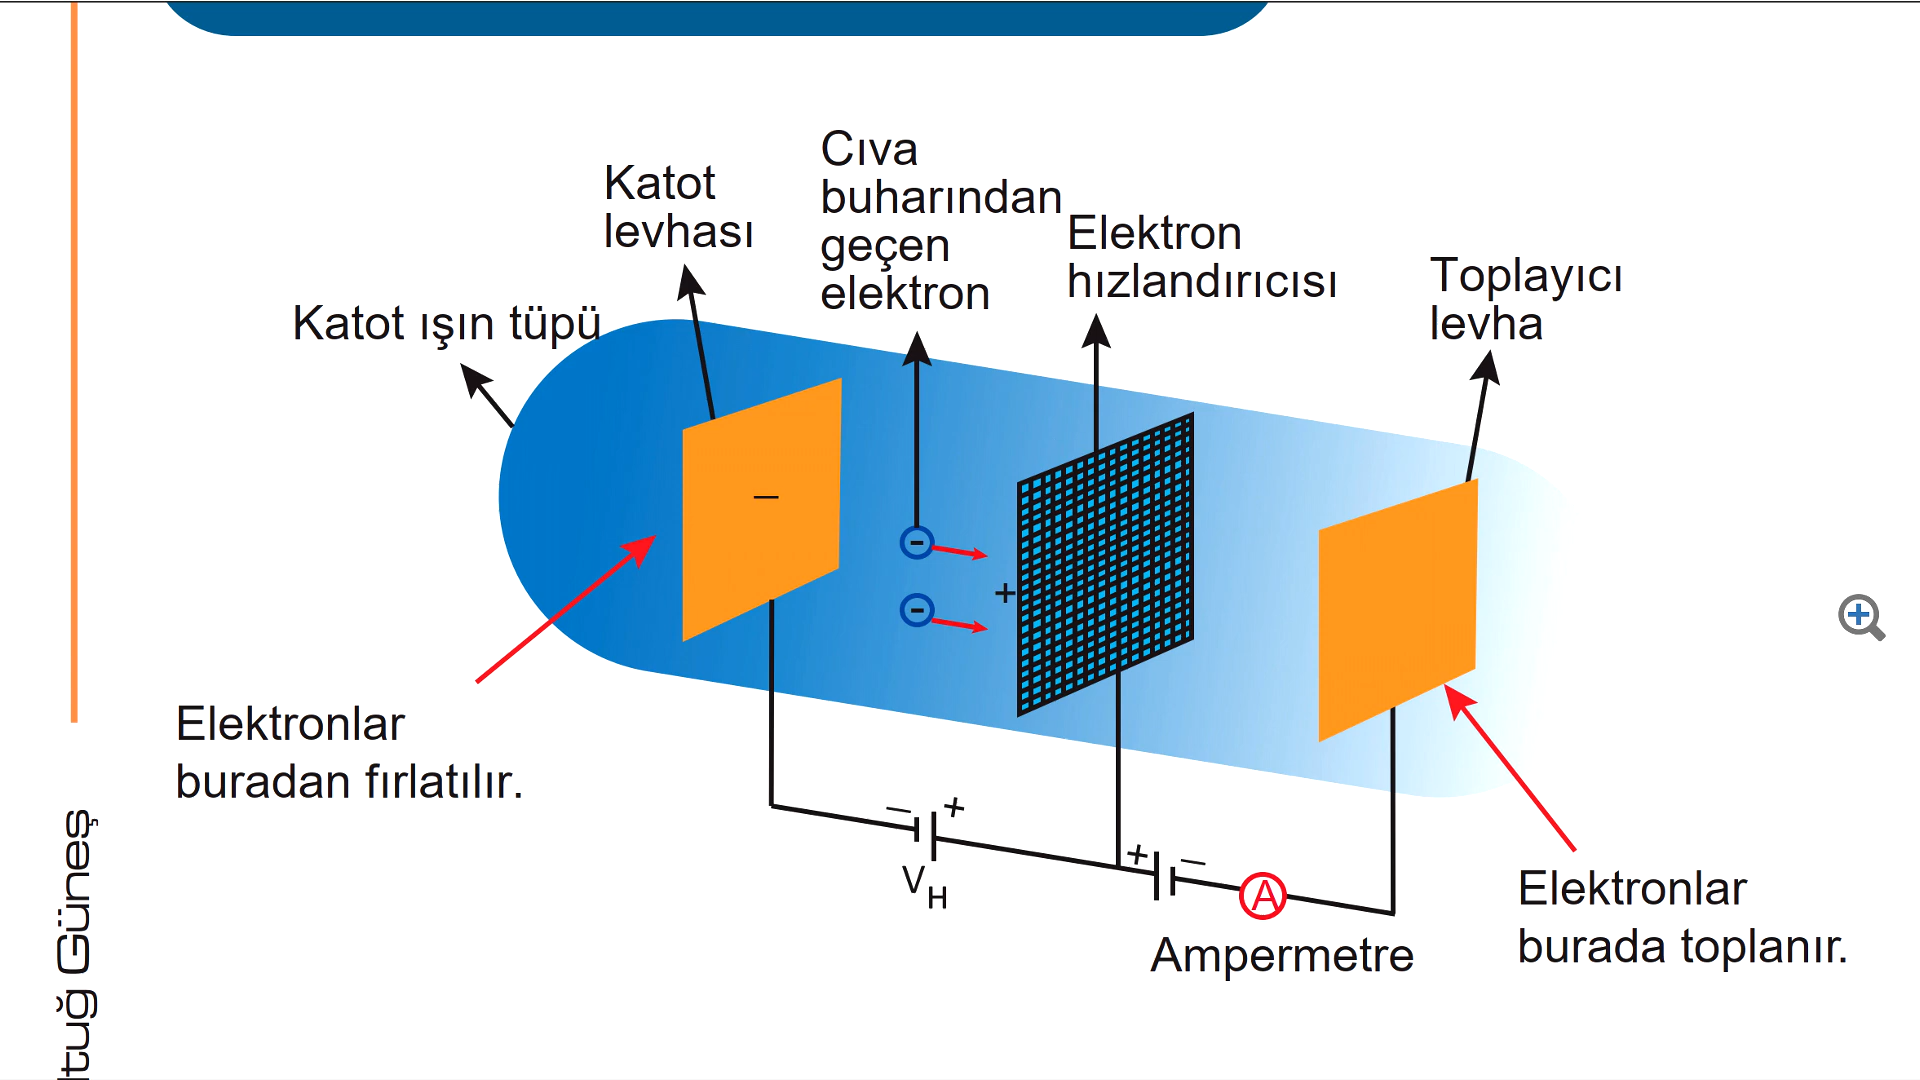 Katot
levhası
Cıva
buharından
geçen
elektron
Elektron
hızlandırıcısı
Toplayıcı
levha
Katot ışın tüpü
–
-
-
+
Elektronlar
buradan fırlatılır.
– +
V H
+ –
A
Ampermetre
Elektronlar
burada toplanır.
ltuğ Güneş